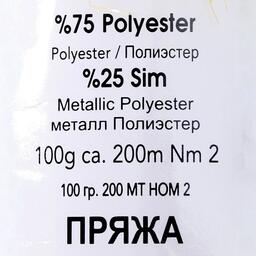 %75 Polyester
Polyester / Полиэстер
%25 Sim
Metallic Polyester
металл Полиэстер
100g ca. 200m Nm 2
100 гр. 200 МТ НОМ 2
ПРЯЖА